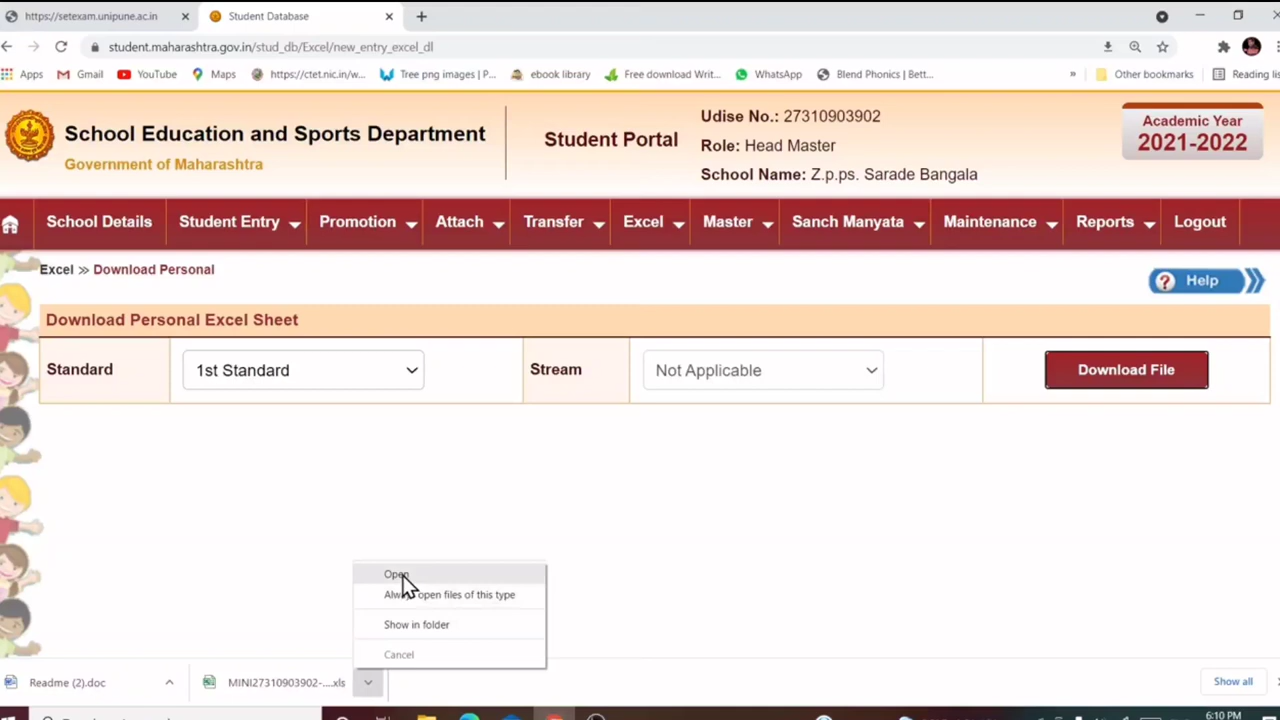 https://setexam.unipune.ac.in
Student Database
student.maharashtra.gov.in/stud_db/Excel/new_entry_excel_dl
Apps
Gmail
YouTube
Maps
https://ctet.nic.in/w...
Tree png images | P...
ebook library
Free download Writ...
WhatsApp
Blend Phonics | Bett...
»
Other bookmarks
Reading lis
School Education and Sports Department
Government of Maharashtra
Student Portal
Udise No.: 27310903902
Role: Head Master
School Name: Z.p.ps. Sarade Bangala
Academic Year
2021-2022
School Details
Student Entry
Promotion
Attach
Transfer
Excel
Master
Sanch Manyata
Maintenance
Reports
Logout
Excel >> Download Personal
? Help
Download Personal Excel Sheet
Standard
1st Standard
Stream
Not Applicable
Download File
Open
Always open files of this type
Show in folder
Cancel
Readme (2).doc
MINI27310903902-....xls
Show all
6:10 PM